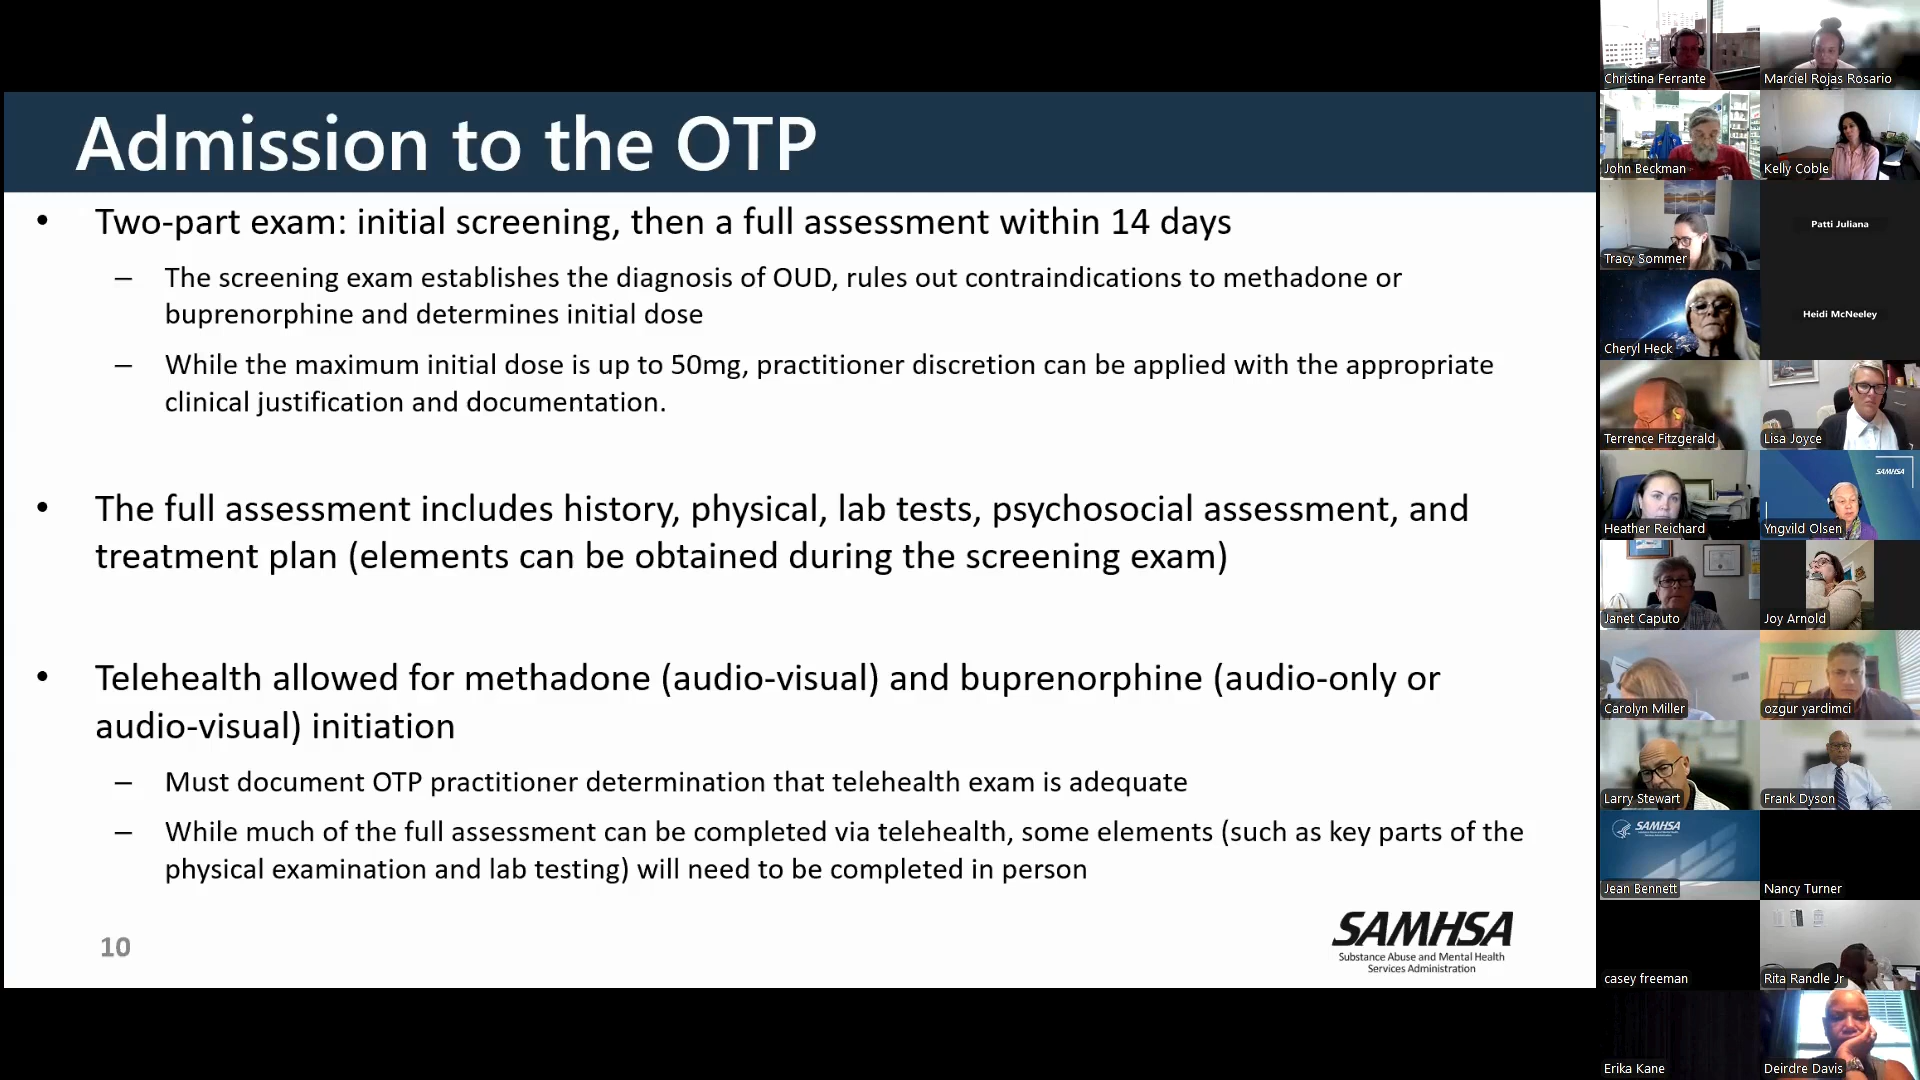 Admission to the OTP
• Two-part exam: initial screening, then a full assessment within 14 days
– The screening exam establishes the diagnosis of OUD, rules out contraindications to methadone or
buprenorphine and determines initial dose
– While the maximum initial dose is up to 50mg, practitioner discretion can be applied with the appropriate
clinical justification and documentation.
• The full assessment includes history, physical, lab tests, psychosocial assessment, and
treatment plan (elements can be obtained during the screening exam)
• Telehealth allowed for methadone (audio-visual) and buprenorphine (audio-only or
audio-visual) initiation
– Must document OTP practitioner determination that telehealth exam is adequate
– While much of the full assessment can be completed via telehealth, some elements (such as key parts of the
physical examination and lab testing) will need to be completed in person
10
SAMHSA
Substance Abuse and Mental Health
Services Administration
Christina Ferrante
Marciel Rojas Rosario
John Beckman
Kelly Coble
Tracy Sommer
Patti Juliana
Cheryl Heck
Heidi McNeeley
Terrence Fitzgerald
Lisa Joyce
Heather Reichard
SAMHSA
Yngvild Olsen
Janet Caputo
Joy Arnold
Carolyn Miller
ozgur yardimci
Larry Stewart
Frank Dyson
SAMHSA
Jean Bennett
Nancy Turner
casey freeman
Rita Randle Jr
Erika Kane
Deirdre Davis